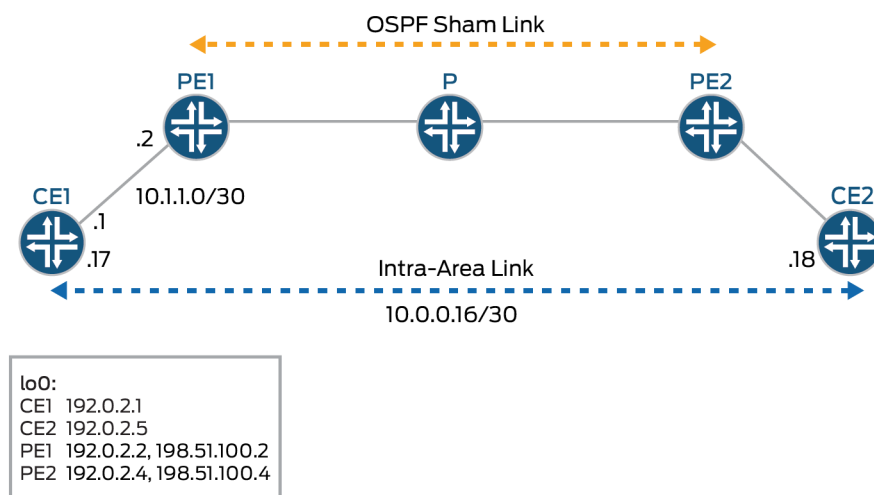 OSPF Sham Link
PE1
P
PE2
.2
10.1.1.0/30
CE1
CE2
.1
.17
Intra-Area Link
.18
10.0.0.16/30
lo0:
CE1 192.0.2.1
CE2 192.0.2.5
PE1 192.0.2.2, 198.51.100.2
PE2 192.0.2.4, 198.51.100.4